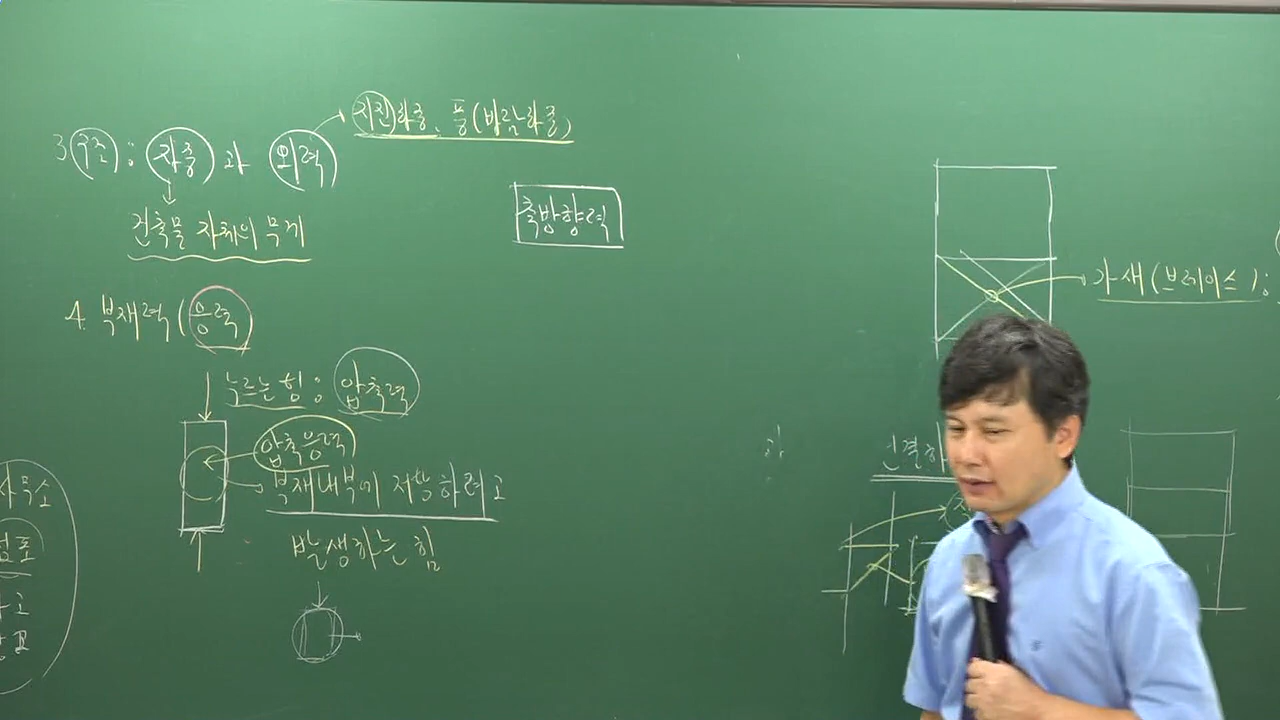 지진하중, 풍(바람하중)
3 구조 : 자중 과 외력
건축물 자체의 무게
측방향력
4. 부재력 (응력
누르는 힘 : 압축력
압축응력
부재내부에 저항하려고
발생하는 힘
가새(브레이스) :